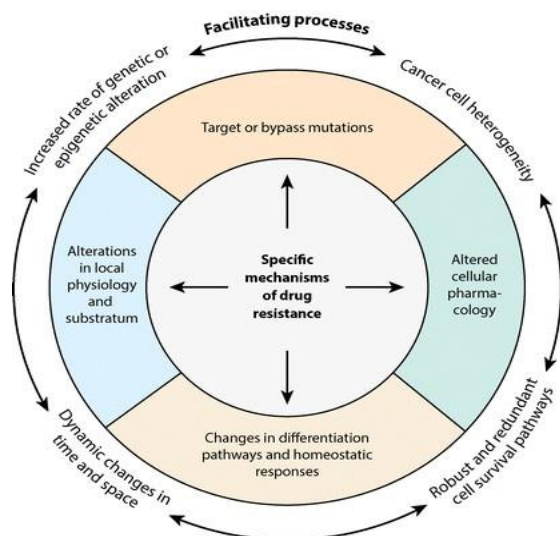 Facilitating processes
Increased rate of genetic or
epigenetic alteration
Cancer cell heterogeneity
Target or bypass mutations
Alterations
in local
physiology
and
substratum
Specific
mechanisms
of drug
resistance
Altered
cellular
pharma-
cology
Changes in differentiation
pathways and homeostatic
responses
Dynamic changes in
time and space
Robust and redundant
cell survival pathways